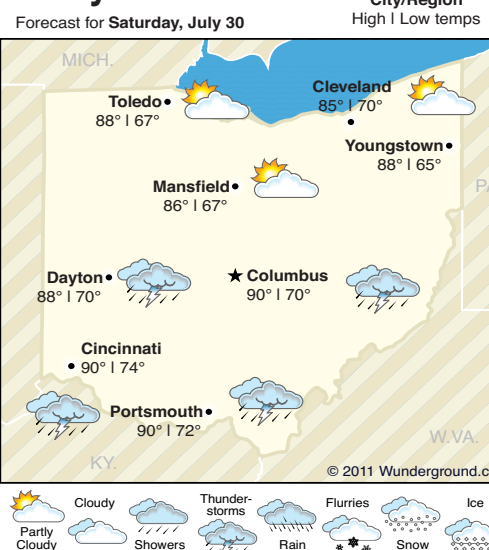 City/Region
Forecast for Saturday, July 30
High | Low temps
MICH.
Cleveland
85° | 70°
Toledo
88° | 67°
Youngstown
88° | 65°
Mansfield
86° | 67°
Dayton
88° | 70°
Columbus
90° | 70°
Cincinnati
90° | 74°
Portsmouth
90° | 72°
W.VA.
KY.
© 2011 Wunderground.c
Partly
Cloudy
Cloudy
Showers
Thunder-
storms
Rain
Flurries
Snow
Ice